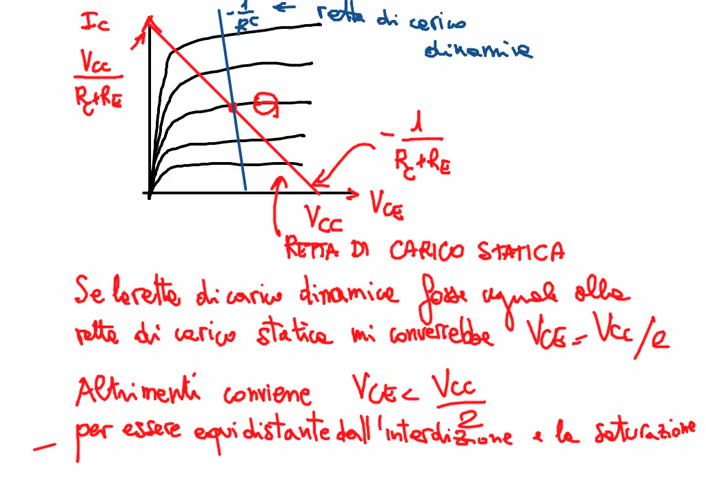 Ic
-1/RC ← retta di carico
dinamica
Vcc
Rc+RE
Q
-1
Rc+RE
Vcc
VCE
RETTA DI CARICO STATICA
Se la retta di carico dinamica fosse uguale alla
retta di carico statica mi converrebbe VCE = Vcc/2
Altrimenti conviene VCE < Vcc
2
per essere equidistante dall'interdizione e la saturazione